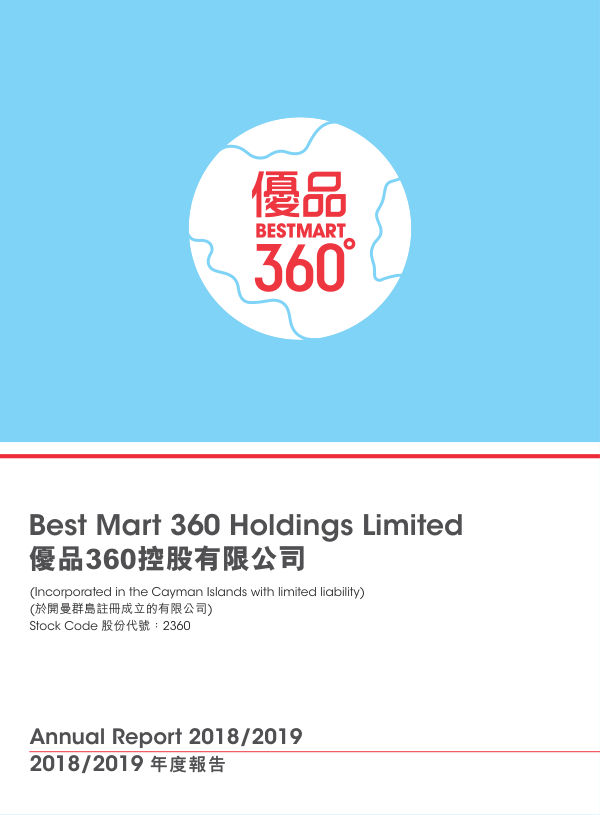 優品
BESTMART
360°
Best Mart 360 Holdings Limited
優品360控股有限公司
(Incorporated in the Cayman Islands with limited liability)
(於開曼群島註冊成立的有限公司)
Stock Code 股份代號：2360
Annual Report 2018/2019
2018/2019 年度報告